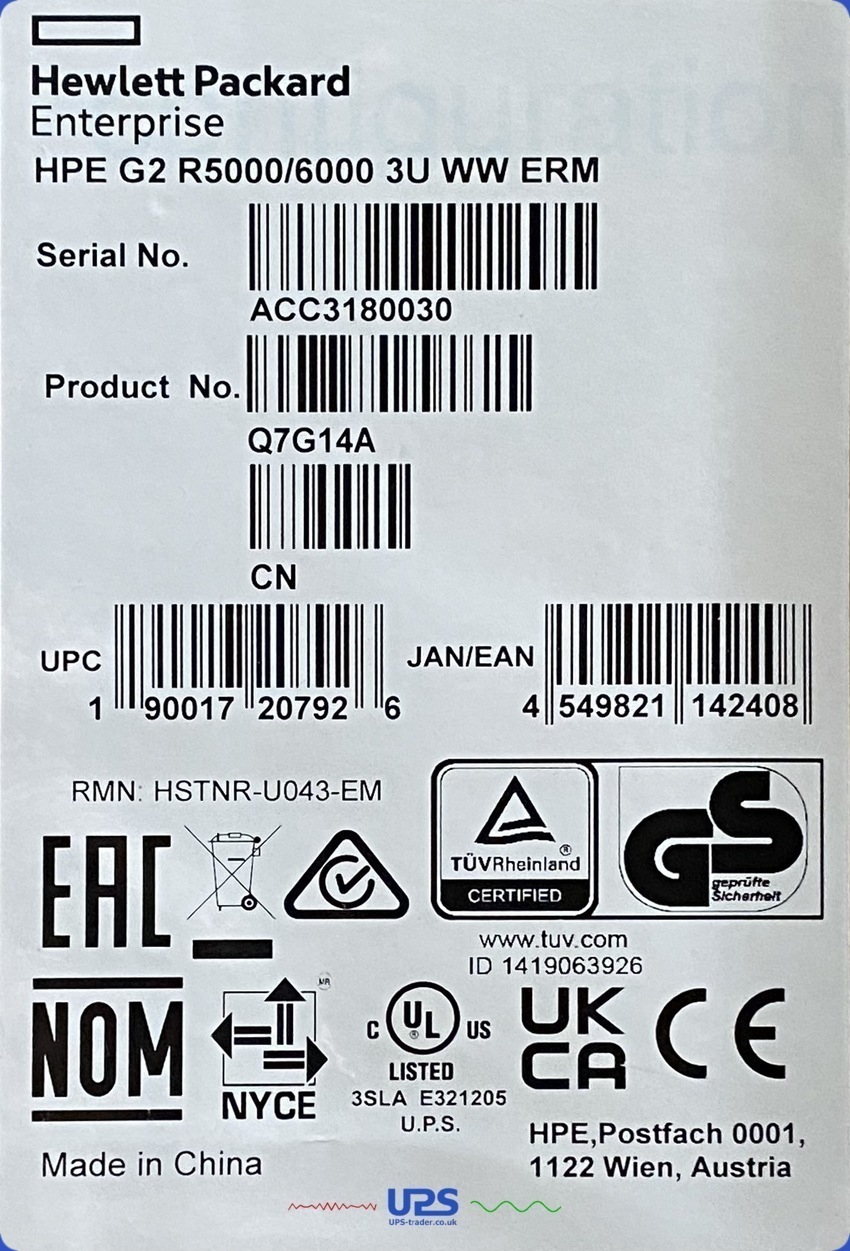 Hewlett Packard
Enterprise
HPE G2 R5000/6000 3U WW ERM
Serial No.
ACC3180030
Product No.
Q7G14A
CN
UPC
1 90017 20792 6
JAN/EAN
4 549821 142408
RMN: HSTNR-U043-EM
EAC
TÜVRheinland®
CERTIFIED
GS
geprüfte
Sicherheit
www.tuv.com
ID 1419063926
NOM
MR
NYCE
C UL® US
LISTED
3SLA E321205
U.P.S.
UK
CA
CE
HPE,Postfach 0001,
1122 Wien, Austria
Made in China
UPS
UPS-trader.co.uk